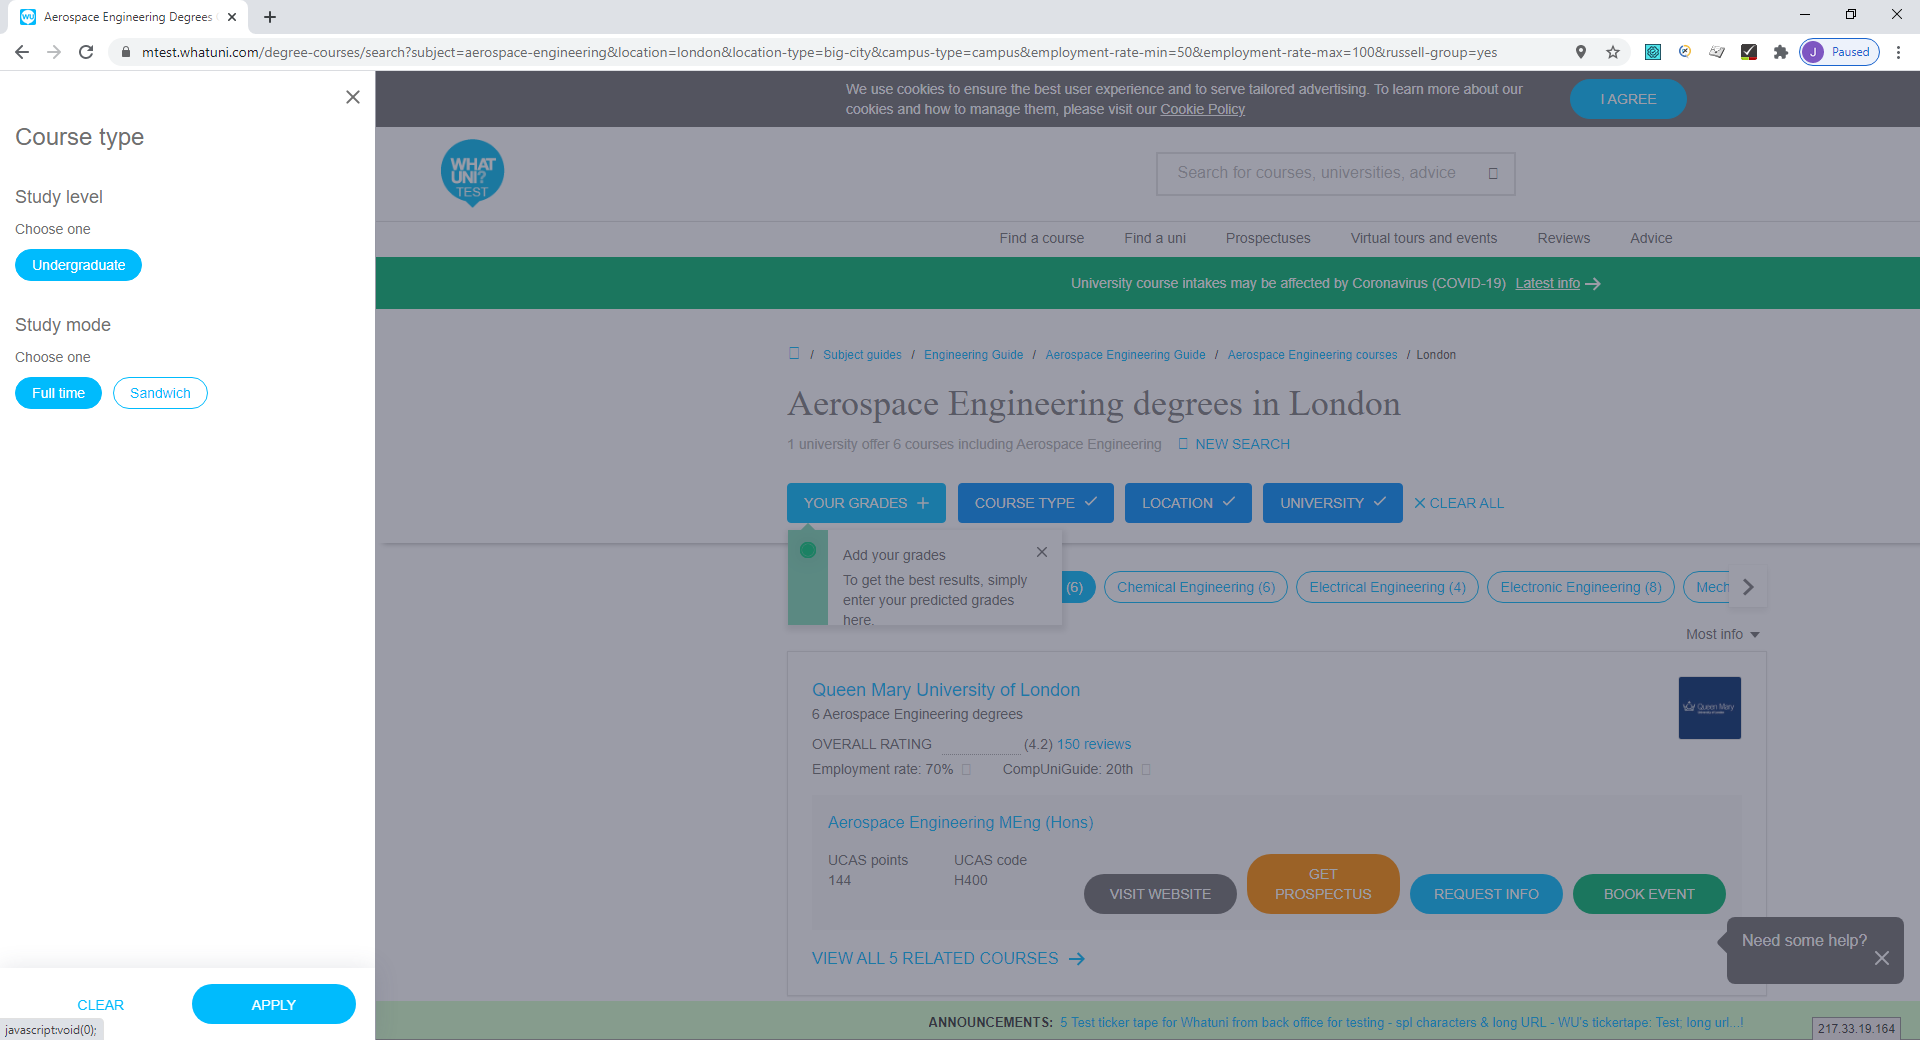 Aerospace Engineering Degrees
mtest.whatuni.com/degree-courses/search?subject=aerospace-engineering&location=london&location-type=big-city&campus-type=campus&employment-rate-min=50&employment-rate-max=100&russell-group=yes
J Paused
Course type
Study level
Choose one
Undergraduate
Study mode
Choose one
Full time Sandwich
CLEAR APPLY
javascript:void(0);
We use cookies to ensure the best user experience and to serve tailored advertising. To learn more about our
cookies and how to manage them, please visit our Cookie Policy
I AGREE
WHAT
UNI?
TEST
Search for courses, universities, advice
Find a course Find a uni Prospectuses Virtual tours and events Reviews Advice
University course intakes may be affected by Coronavirus (COVID-19) Latest info
/ Subject guides / Engineering Guide / Aerospace Engineering Guide / Aerospace Engineering courses / London
Aerospace Engineering degrees in London
1 university offer 6 courses including Aerospace Engineering NEW SEARCH
YOUR GRADES COURSE TYPE LOCATION UNIVERSITY CLEAR ALL
Add your grades
To get the best results, simply
enter your predicted grades
here.
(6) Chemical Engineering (6) Electrical Engineering (4) Electronic Engineering (8) Mech
Most info
Queen Mary University of London
6 Aerospace Engineering degrees
Queen Mary
OVERALL RATING (4.2) 150 reviews
Employment rate: 70% CompUniGuide: 20th
Aerospace Engineering MEng (Hons)
UCAS points UCAS code
144 H400
VISIT WEBSITE
GET
PROSPECTUS
REQUEST INFO
BOOK EVENT
VIEW ALL 5 RELATED COURSES
Need some help?
ANNOUNCEMENTS: 5 Test ticker tape for Whatuni from back office for testing - spl characters & long URL - WU's tickertape: Test; long url...!
217.33.19.164